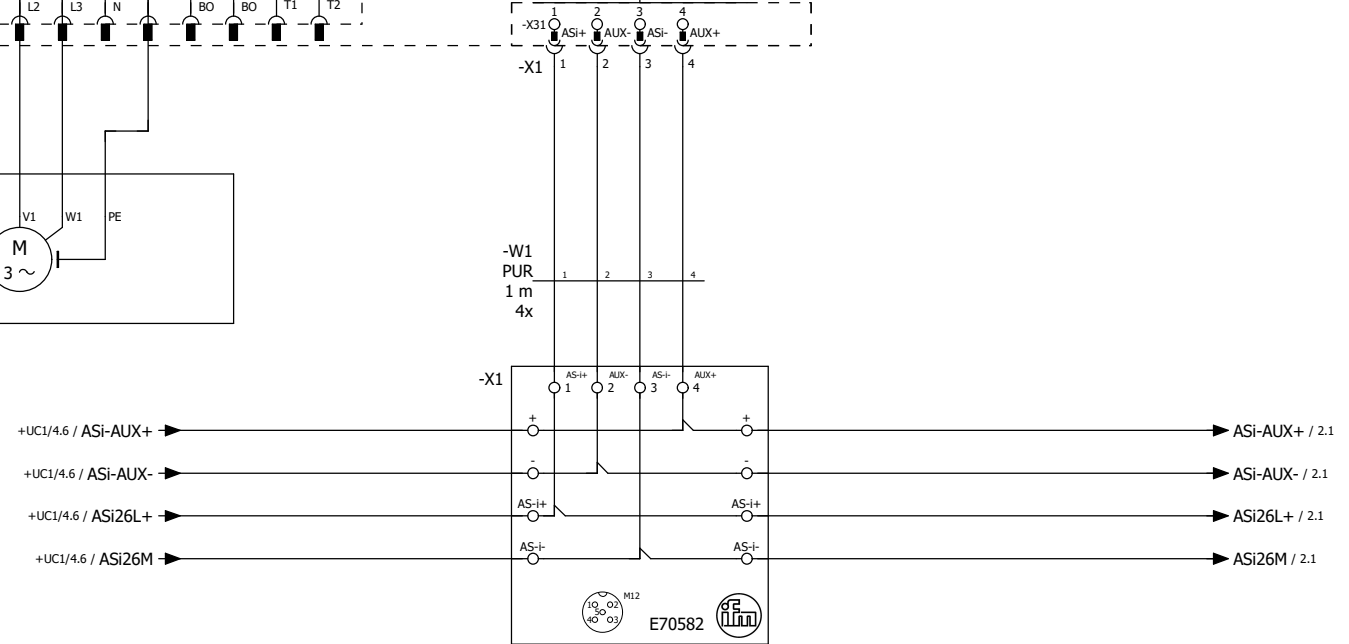 L2 L3 N BO BO T1 T2
1 2 3 4
-X31 ASi+ AUX- ASi- AUX+
-X1 1 2 3 4
V1 W1 PE
M
3 ~
-W1
PUR 1 2 3 4
1 m
4x
-X1 AS-i+ AUX- AS-i- AUX+
1 2 3 4
+ +
+UC1/4.6 / ASi-AUX+ ASi-AUX+ / 2.1
- -
+UC1/4.6 / ASi-AUX- ASi-AUX- / 2.1
AS-i+ AS-i+
+UC1/4.6 / ASi26L+ ASi26L+ / 2.1
AS-i- AS-i-
+UC1/4.6 / ASi26M ASi26M / 2.1
M12
1 2
5
4 3
E70582 ifm